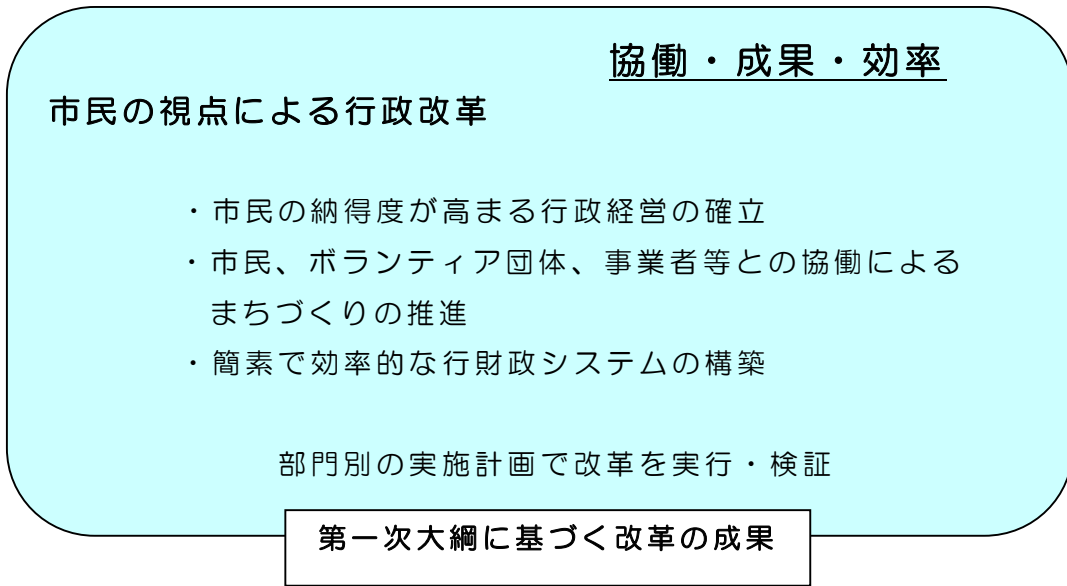 協働・成果・効率
市民の視点による行政改革
・市民の納得度が高まる行政経営の確立
・市民、ボランティア団体、事業者等との協働による
まちづくりの推進
・簡素で効率的な行財政システムの構築
部門別の実施計画で改革を実行・検証
第一次大綱に基づく改革の成果